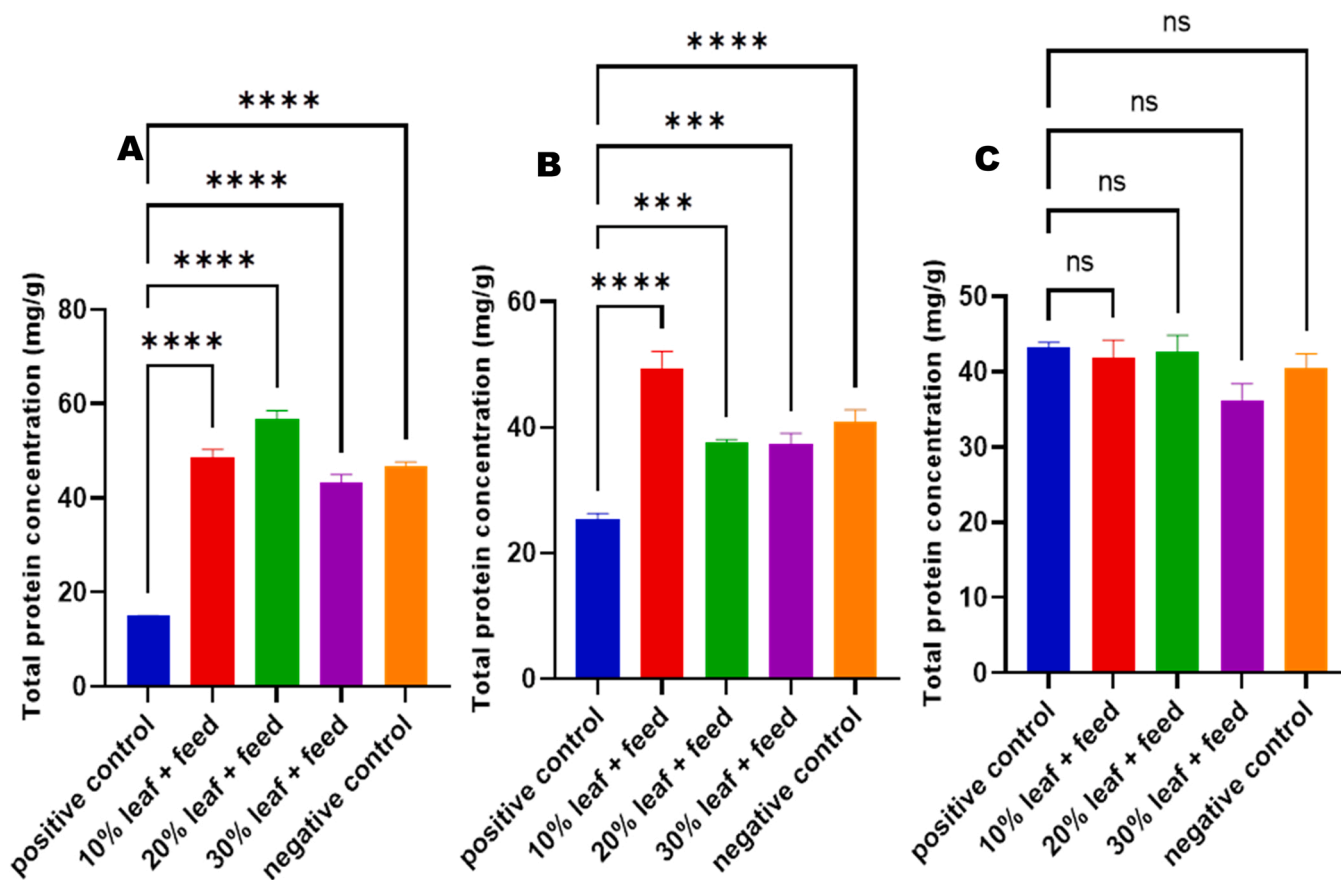 A
****
****
****
****
Total protein concentration (mg/g)
80
60
40
20
0
positive control
10% leaf + feed
20% leaf + feed
30% leaf + feed
negative control
B
****
***
***
****
Total protein concentration (mg/g)
60
40
20
0
positive control
10% leaf + feed
20% leaf + feed
30% leaf + feed
negative control
C
ns
ns
ns
ns
Total protein concentration (mg/g)
50
40
30
20
10
0
positive control
10% leaf + feed
20% leaf + feed
30% leaf + feed
negative control